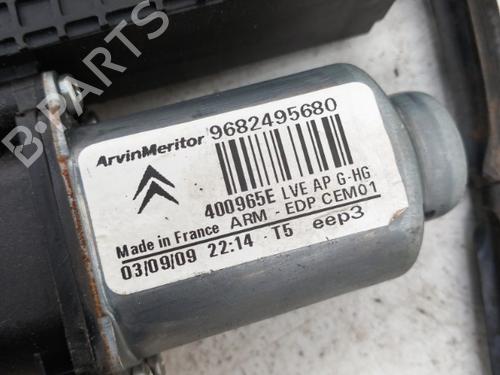 B-PARTS
ArvinMeritor 9682495680
400965E LVE AP G-HG
ARM - EDP CEM01
Made in France
03/09/09 22:14 · T5 eep3